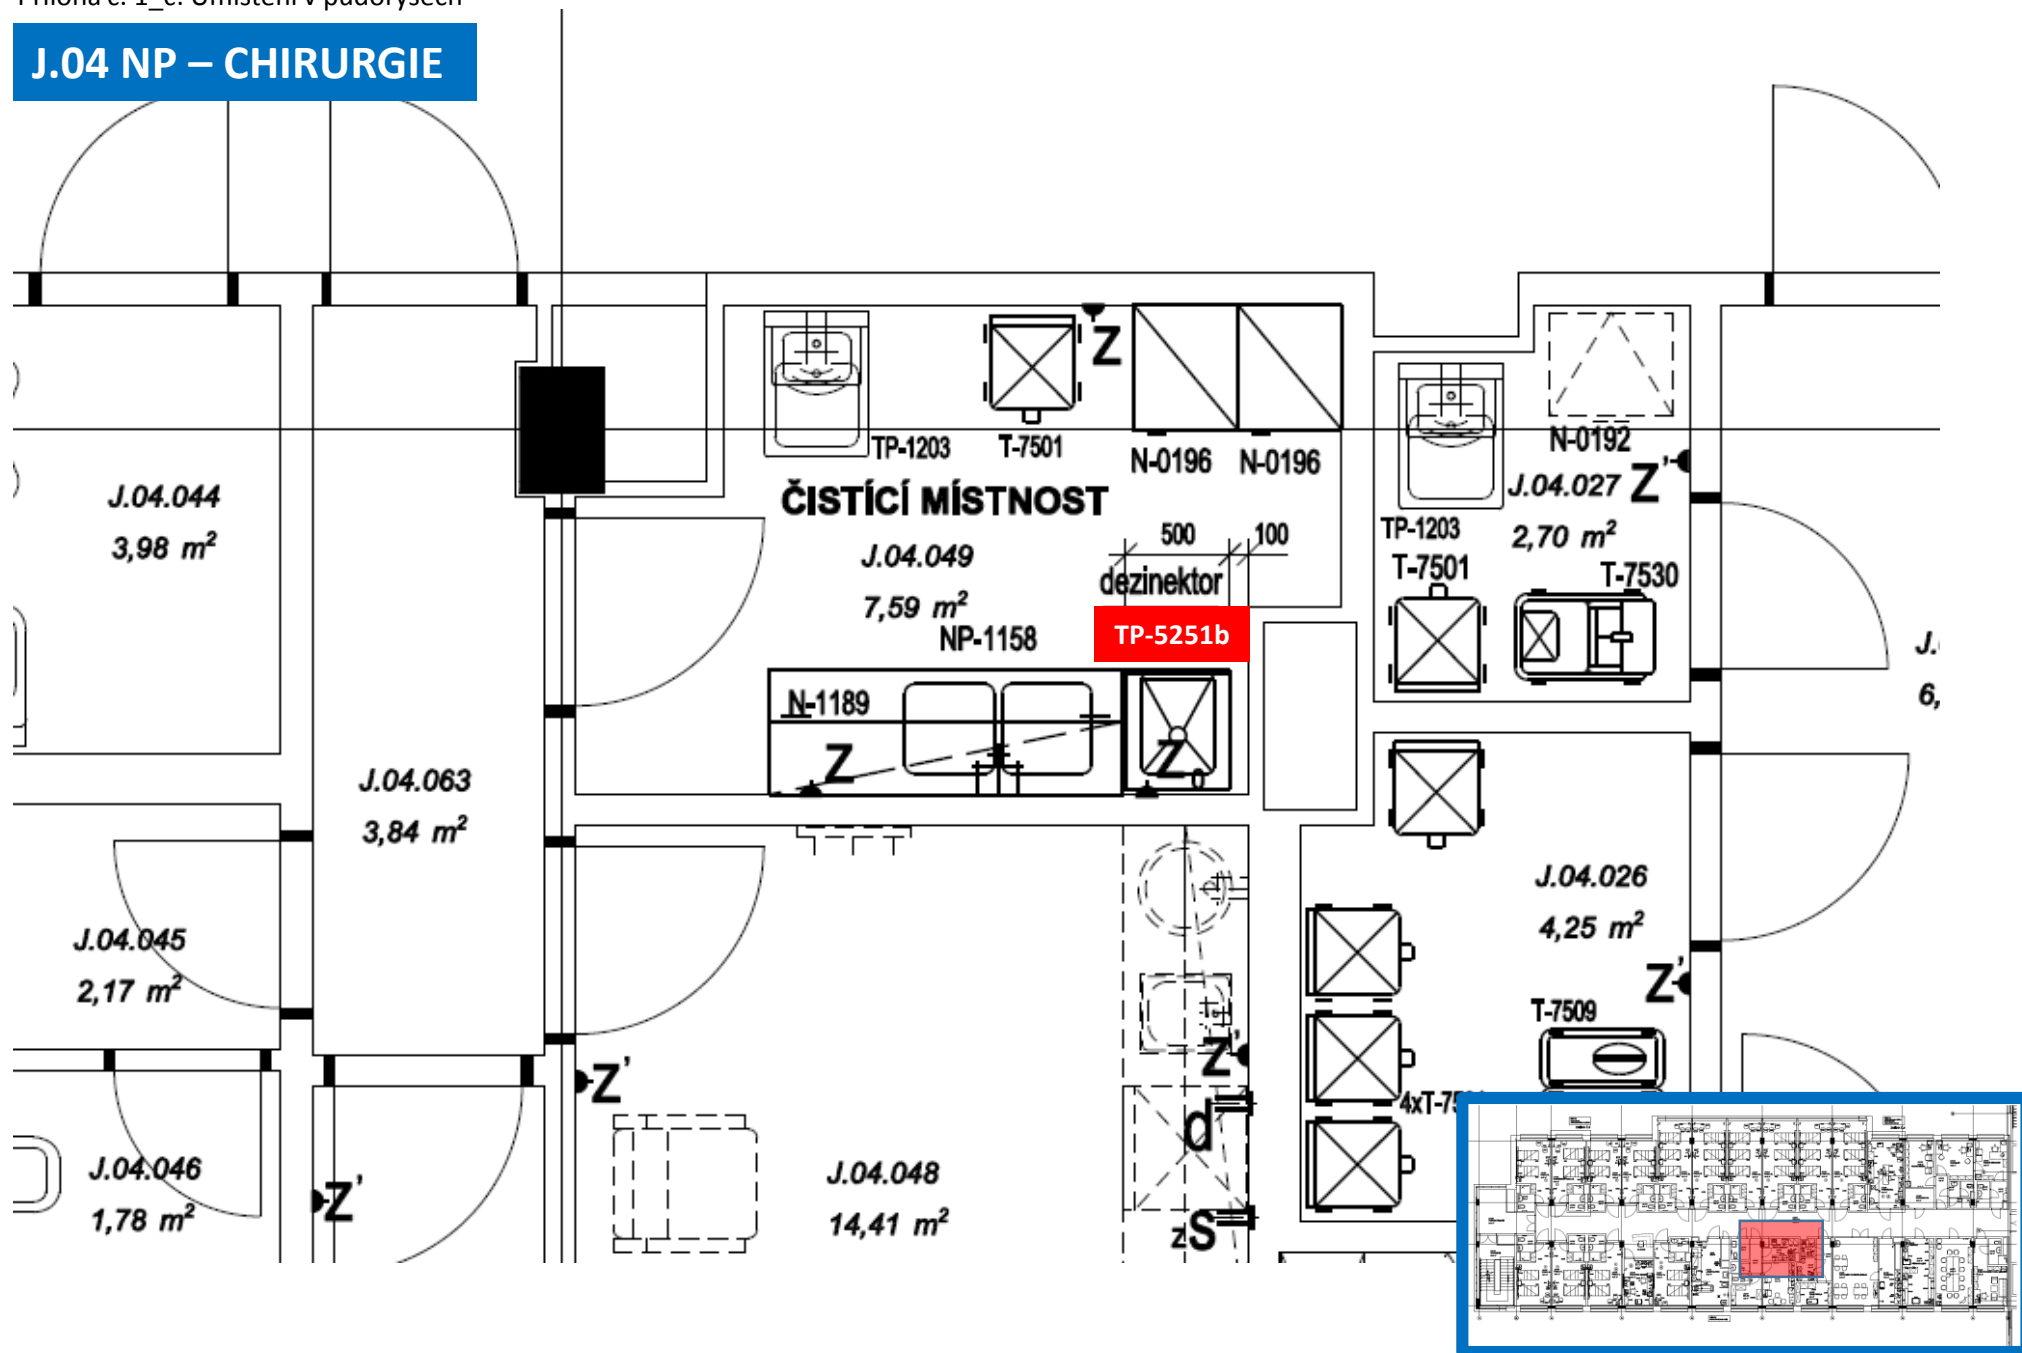 J.04 NP – CHIRURGIE
TP-1203
T-7501
Z
N-0196
N-0196
N-0192
J.04.044
3,98 m²
ČISTÍCÍ MÍSTNOST
J.04.027
Z'
2,70 m²
TP-1203
T-7501
T-7530
J.04.049
7,59 m²
500
100
dezinektor
NP-1158
TP-5251b
N-1189
Z
Z
J.
6,
J.04.063
3,84 m²
J.04.026
4,25 m²
Z'
J.04.045
2,17 m²
T-7509
Z'
Z'
d
J.04.046
1,78 m²
Z'
J.04.048
14,41 m²
zS